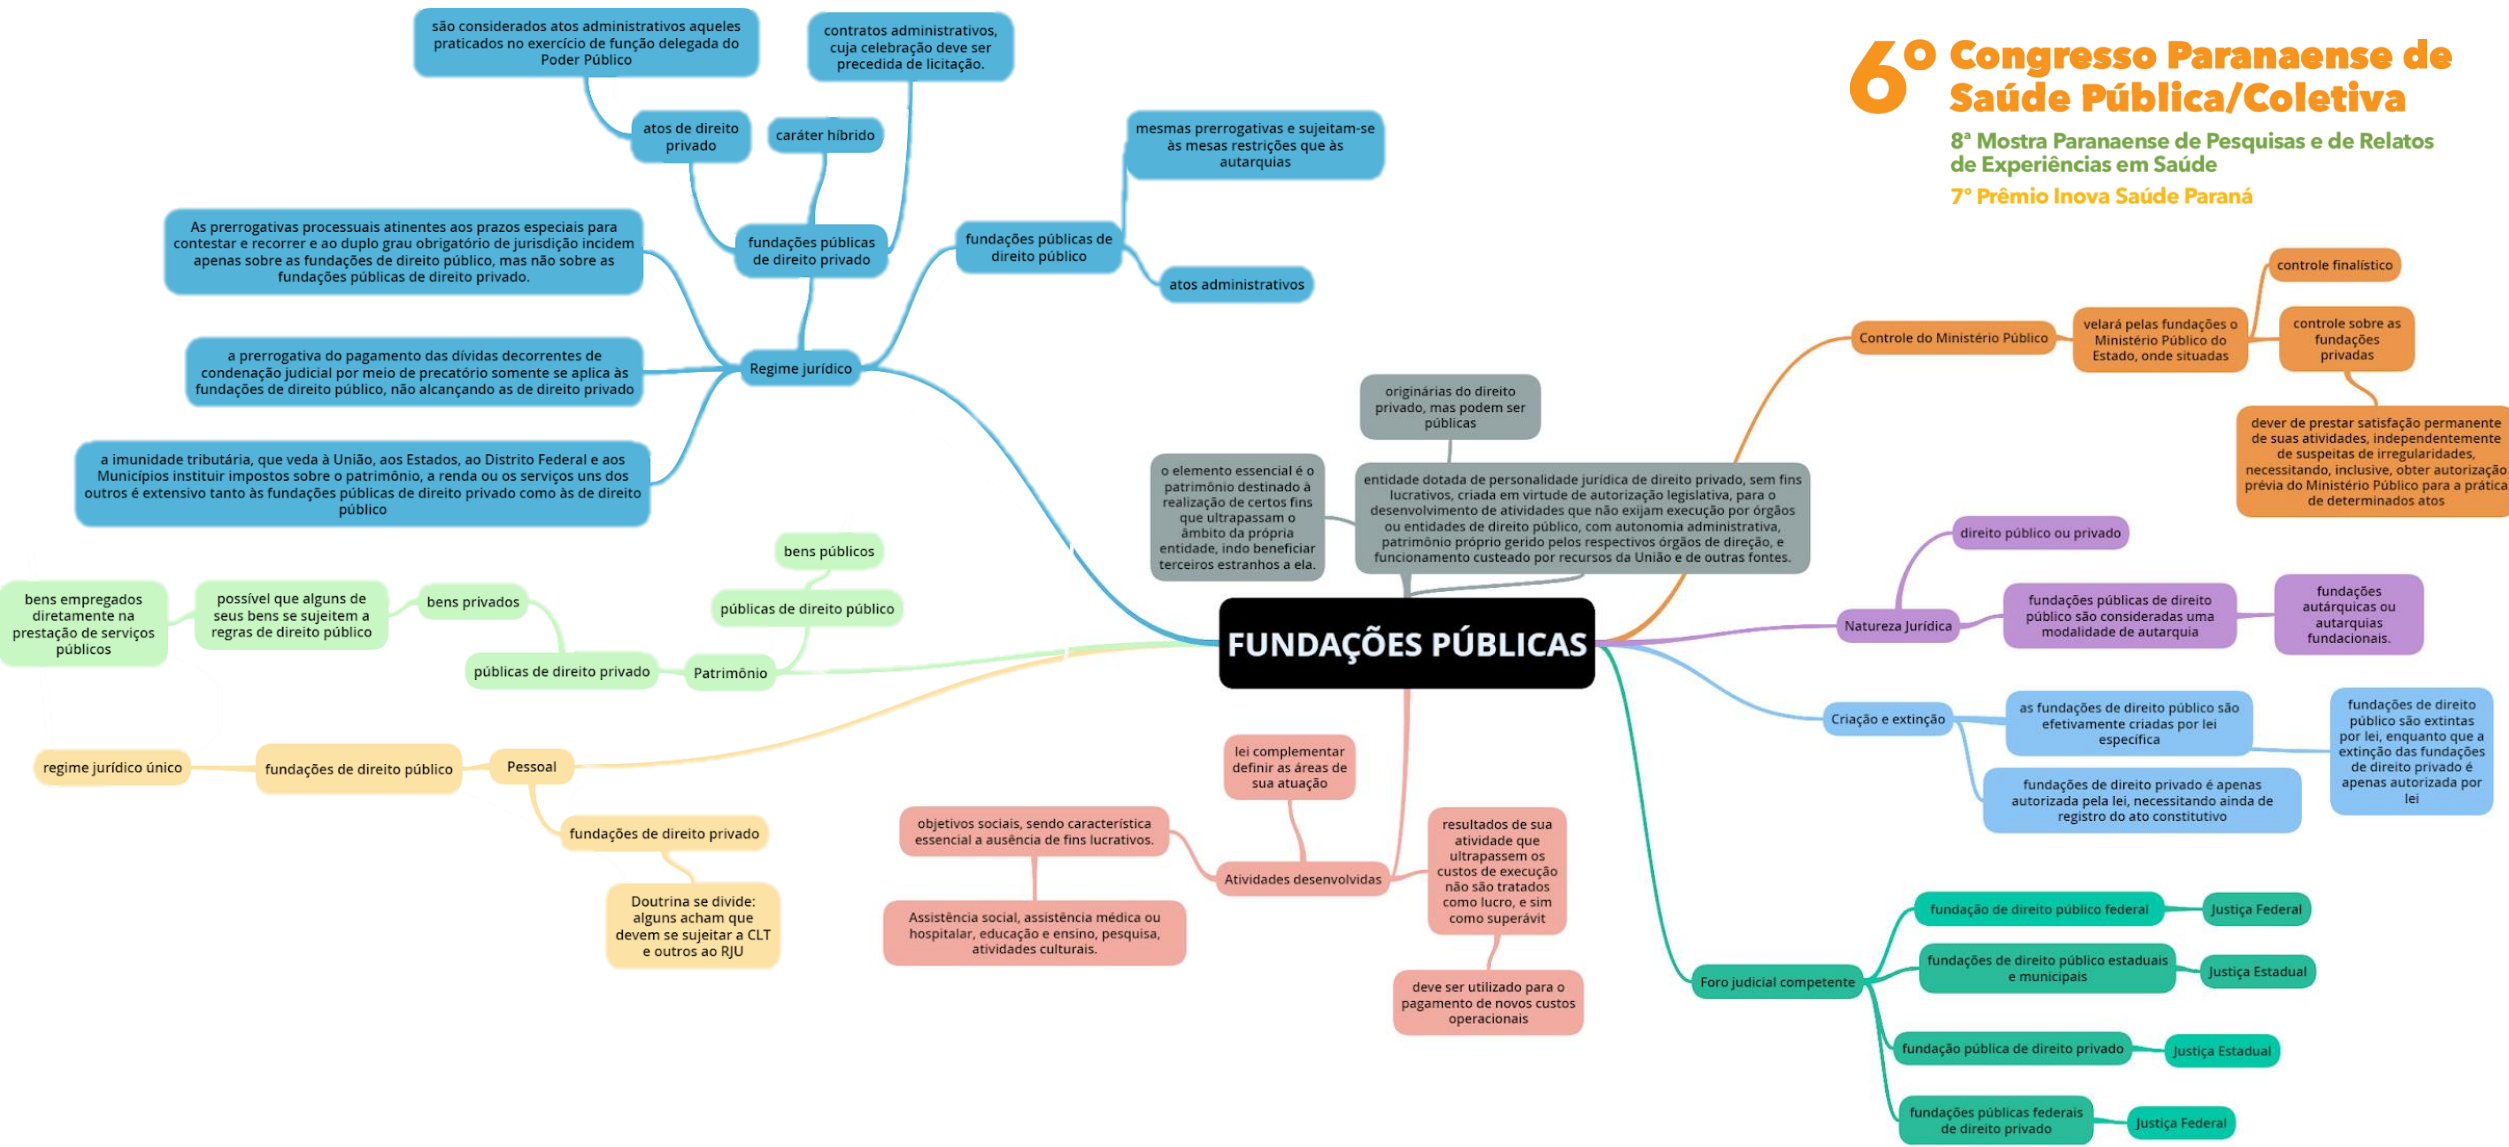 são considerados atos administrativos aqueles
praticados no exercício de função delegada do
Poder Público
contratos administrativos,
cuja celebração deve ser
precedida de licitação.
6º Congresso Paranaense de
Saúde Pública/Coletiva
8ª Mostra Paranaense de Pesquisas e de Relatos
de Experiências em Saúde
7º Prêmio Inova Saúde Paraná
atos de direito
privado
caráter híbrido
mesmas prerrogativas e sujeitam-se
às mesas restrições que às
autarquias
As prerrogativas processuais atinentes aos prazos especiais para
contestar e recorrer e ao duplo grau obrigatório de jurisdição incidem
apenas sobre as fundações de direito público, mas não sobre as
fundações públicas de direito privado.
fundações públicas
de direito privado
fundações públicas de
direito público
atos administrativos
a prerrogativa do pagamento das dívidas decorrentes de
condenação judicial por meio de precatório somente se aplica às
fundações de direito público, não alcançando as de direito privado
Regime jurídico
a imunidade tributária, que veda à União, aos Estados, ao Distrito Federal e aos
Municípios instituir impostos sobre o patrimônio, a renda ou os serviços uns dos
outros é extensivo tanto às fundações públicas de direito privado como às de direito
público
originárias do direito
privado, mas podem ser
públicas
o elemento essencial é o
patrimônio destinado à
realização de certos fins
que ultrapassam o
âmbito da própria
entidade, indo beneficiar
terceiros estranhos a ela.
entidade dotada de personalidade jurídica de direito privado, sem fins
lucrativos, criada em virtude de autorização legislativa, para o
desenvolvimento de atividades que não exijam execução por órgãos
ou entidades de direito público, com autonomia administrativa,
patrimônio próprio gerido pelos respectivos órgãos de direção, e
funcionamento custeado por recursos da União e de outras fontes.
Controle do Ministério Público
velará pelas fundações o
Ministério Público do
Estado, onde situadas
controle finalístico
controle sobre as
fundações
privadas
dever de prestar satisfação permanente
de suas atividades, independentemente
de suspeitas de irregularidades,
necessitando, inclusive, obter autorização
prévia do Ministério Público para a prática
de determinados atos
direito público ou privado
Natureza Jurídica
fundações públicas de direito
público são consideradas uma
modalidade de autarquia
fundações
autárquicas ou
autarquias
fundacionais.
FUNDAÇÕES PÚBLICAS
bens públicos
públicas de direito público
bens empregados
diretamente na
prestação de serviços
públicos
possível que alguns de
seus bens se sujeitem a
regras de direito público
bens privados
públicas de direito privado
Patrimônio
regime jurídico único
fundações de direito público
Pessoal
fundações de direito privado
Doutrina se divide:
alguns acham que
devem se sujeitar a CLT
e outros ao RJU
Criação e extinção
as fundações de direito público são
efetivamente criadas por lei
específica
fundações de direito
público são extintas
por lei, enquanto que a
extinção das fundações
de direito privado é
apenas autorizada por
lei
fundações de direito privado é apenas
autorizada pela lei, necessitando ainda de
registro do ato constitutivo
lei complementar
definir as áreas de
sua atuação
objetivos sociais, sendo característica
essencial a ausência de fins lucrativos.
Atividades desenvolvidas
resultados de sua
atividade que
ultrapassem os
custos de execução
não são tratados
como lucro, e sim
como superávit
Assistência social, assistência médica ou
hospitalar, educação e ensino, pesquisa,
atividades culturais.
deve ser utilizado para o
pagamento de novos custos
operacionais
Foro judicial competente
fundação de direito público federal
Justiça Federal
fundações de direito público estaduais
e municipais
Justiça Estadual
fundação pública de direito privado
Justiça Estadual
fundações públicas federais
de direito privado
Justiça Federal